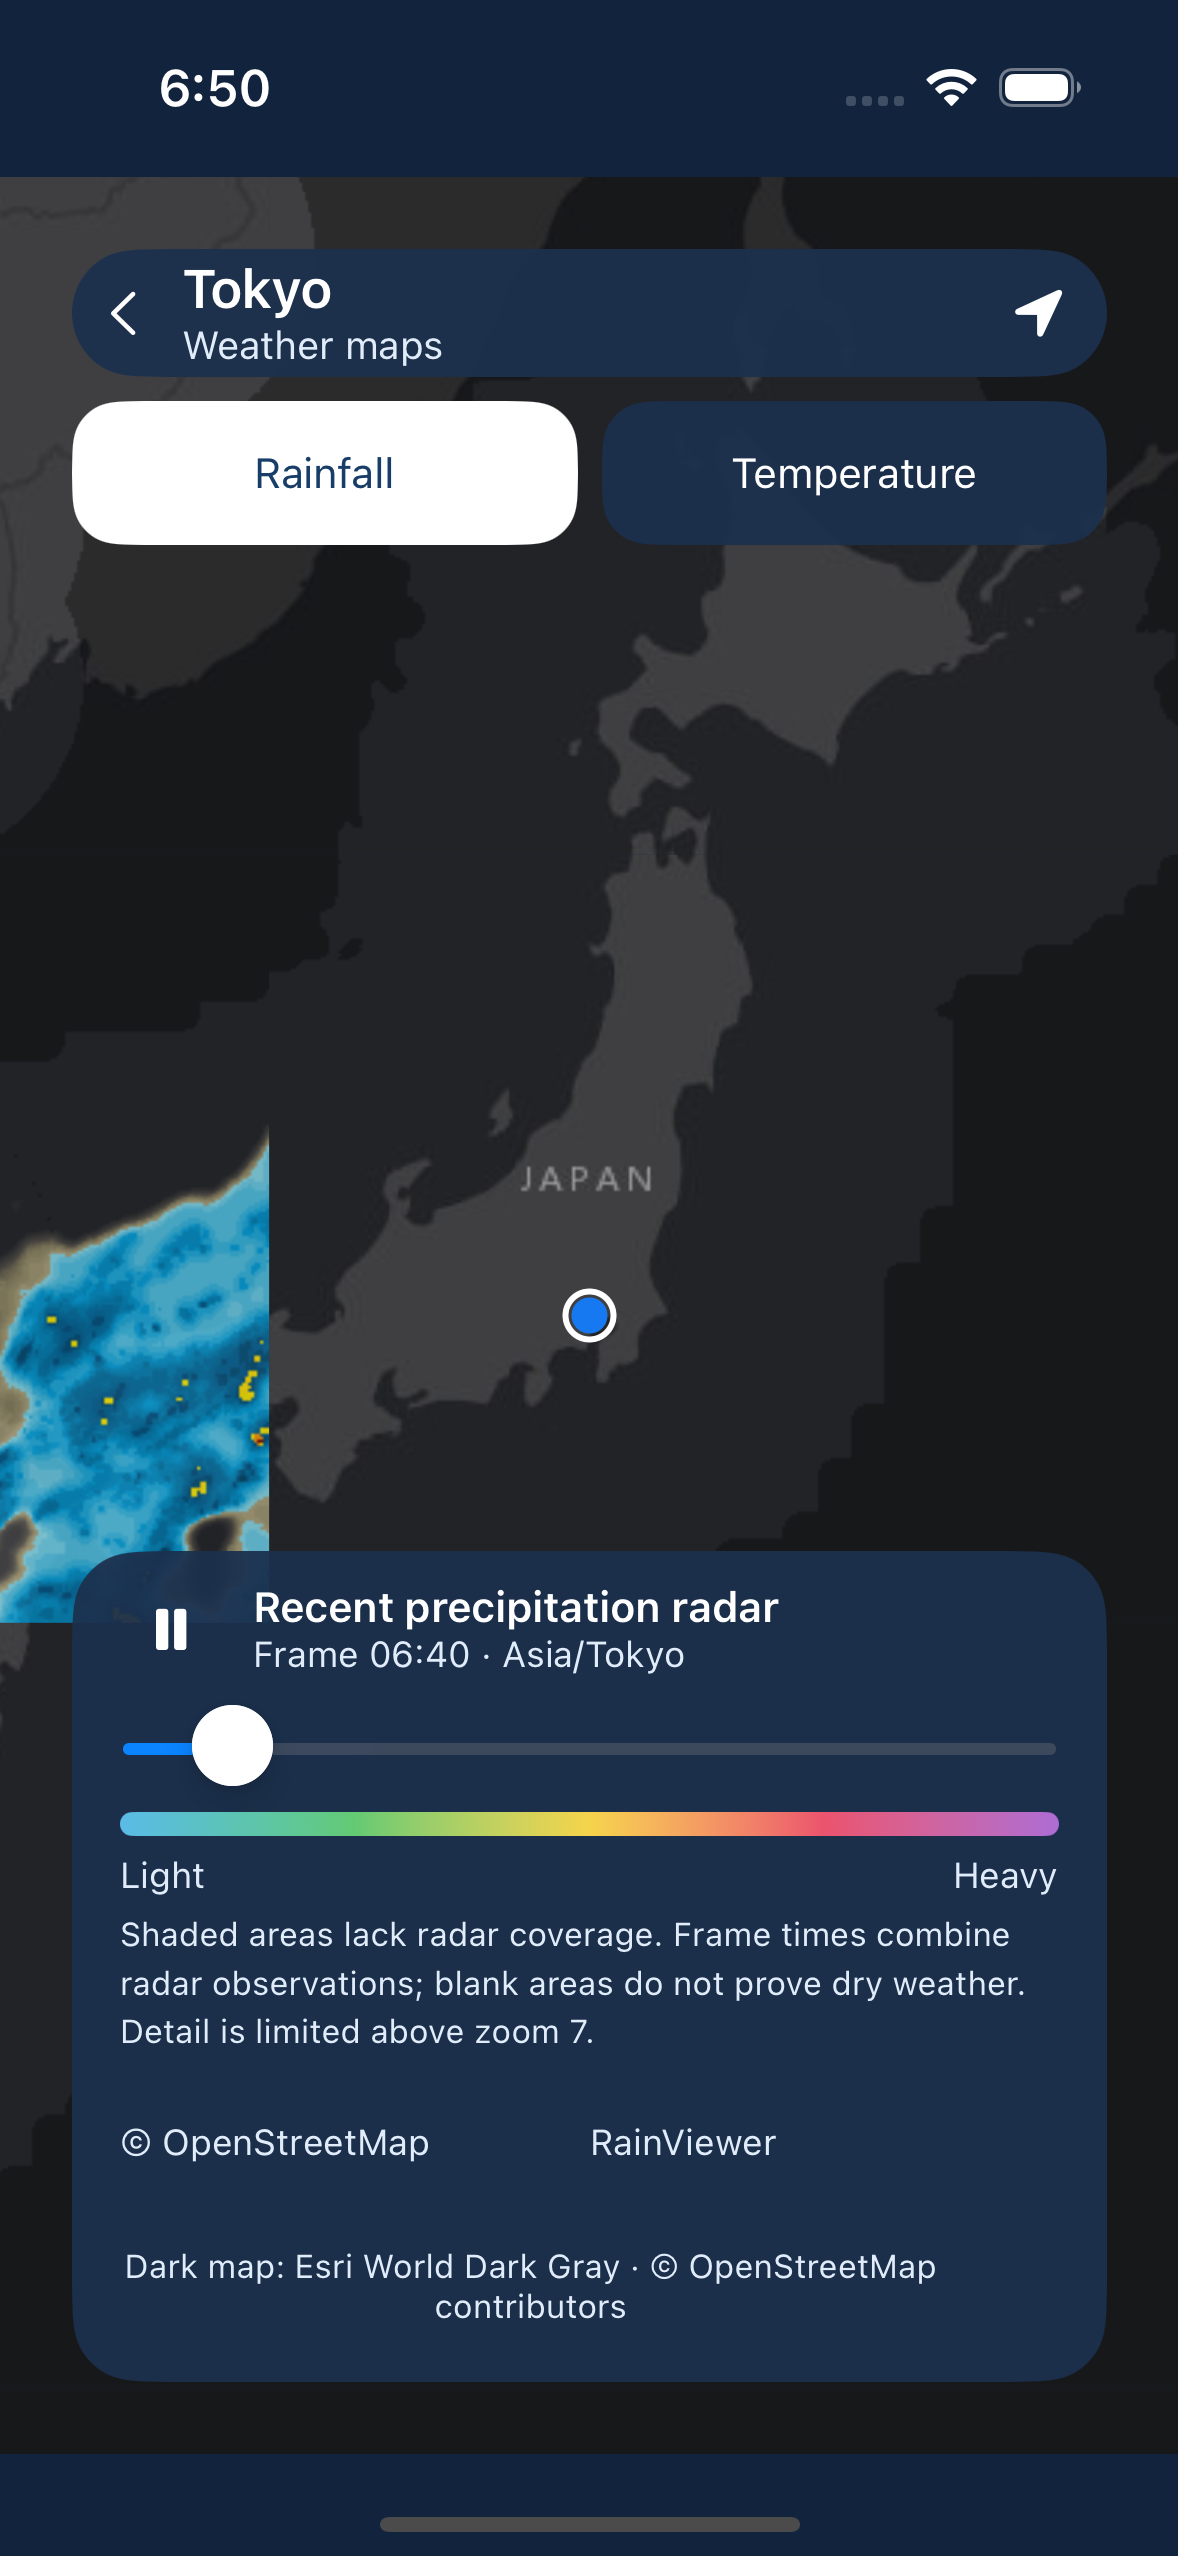 6:50
Tokyo
Weather maps
Rainfall
Temperature
JAPAN
Recent precipitation radar
Frame 06:40 · Asia/Tokyo
Light
Heavy
Shaded areas lack radar coverage. Frame times combine
radar observations; blank areas do not prove dry weather.
Detail is limited above zoom 7.
© OpenStreetMap
RainViewer
Dark map: Esri World Dark Gray · © OpenStreetMap
contributors